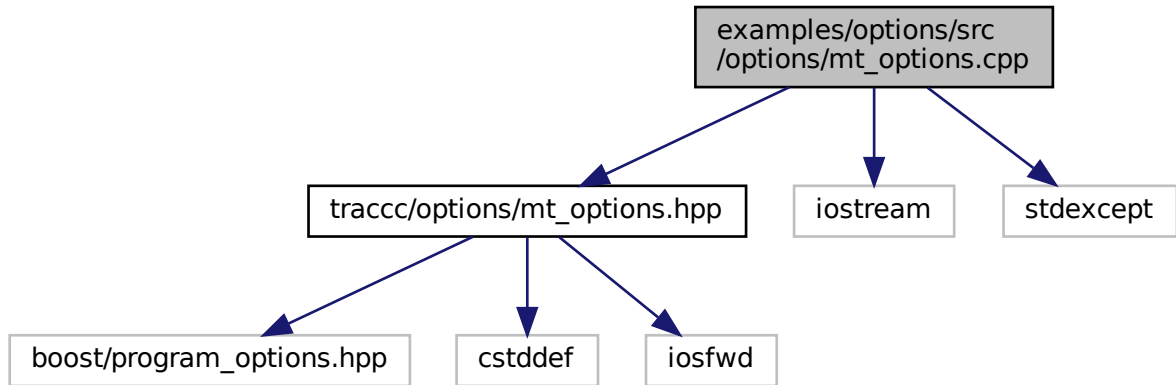 examples/options/src
/options/mt_options.cpp
traccc/options/mt_options.hpp
iostream
stdexcept
boost/program_options.hpp
cstddef
iosfwd